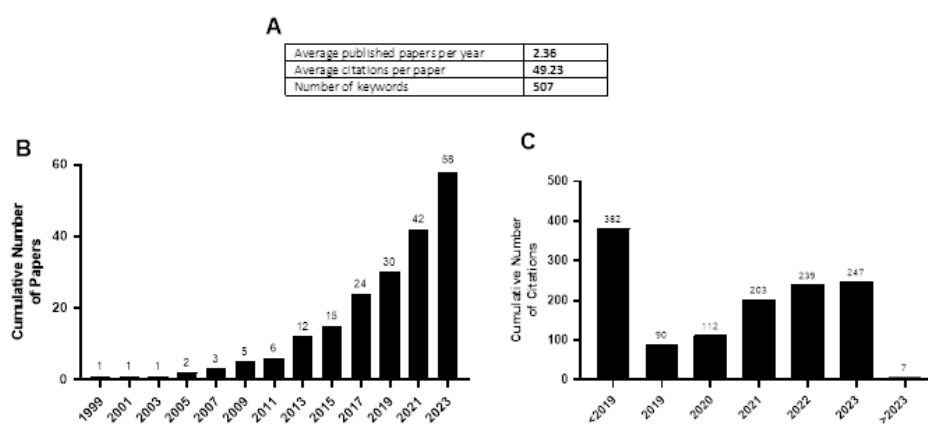 A
Average published papers per year 2.36
Average citations per paper 49.23
Number of keywords 507
B
Cumulative Number
of Papers
60
40
20
0
1 1 1 2 3 5 6 12 15 24 30 42 58
1999 2001 2003 2005 2007 2009 2011 2013 2015 2017 2019 2021 2023
C
Cumulative Number
of Citations
500
400
300
200
100
0
382 90 112 203 239 247 7
<2019 2019 2020 2021 2022 2023 >2023